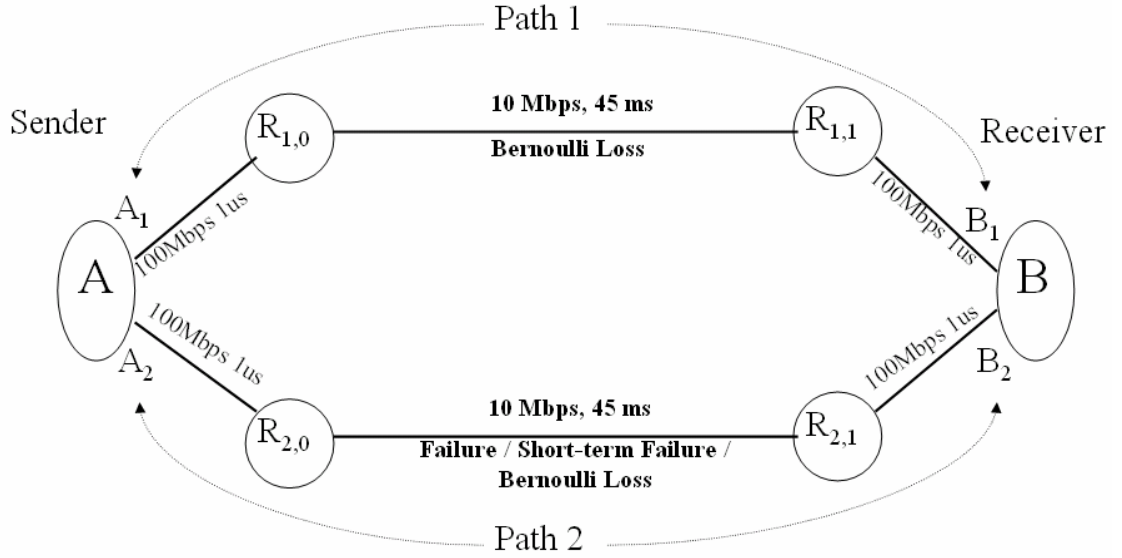 Path 1
10 Mbps, 45 ms
Bernoulli Loss
Sender
Receiver
R1,0
R1,1
A1
B1
100Mbps 1us
100Mbps 1us
A
B
100Mbps 1us
100Mbps 1us
A2
B2
10 Mbps, 45 ms
R2,0
R2,1
Failure / Short-term Failure /
Bernoulli Loss
Path 2